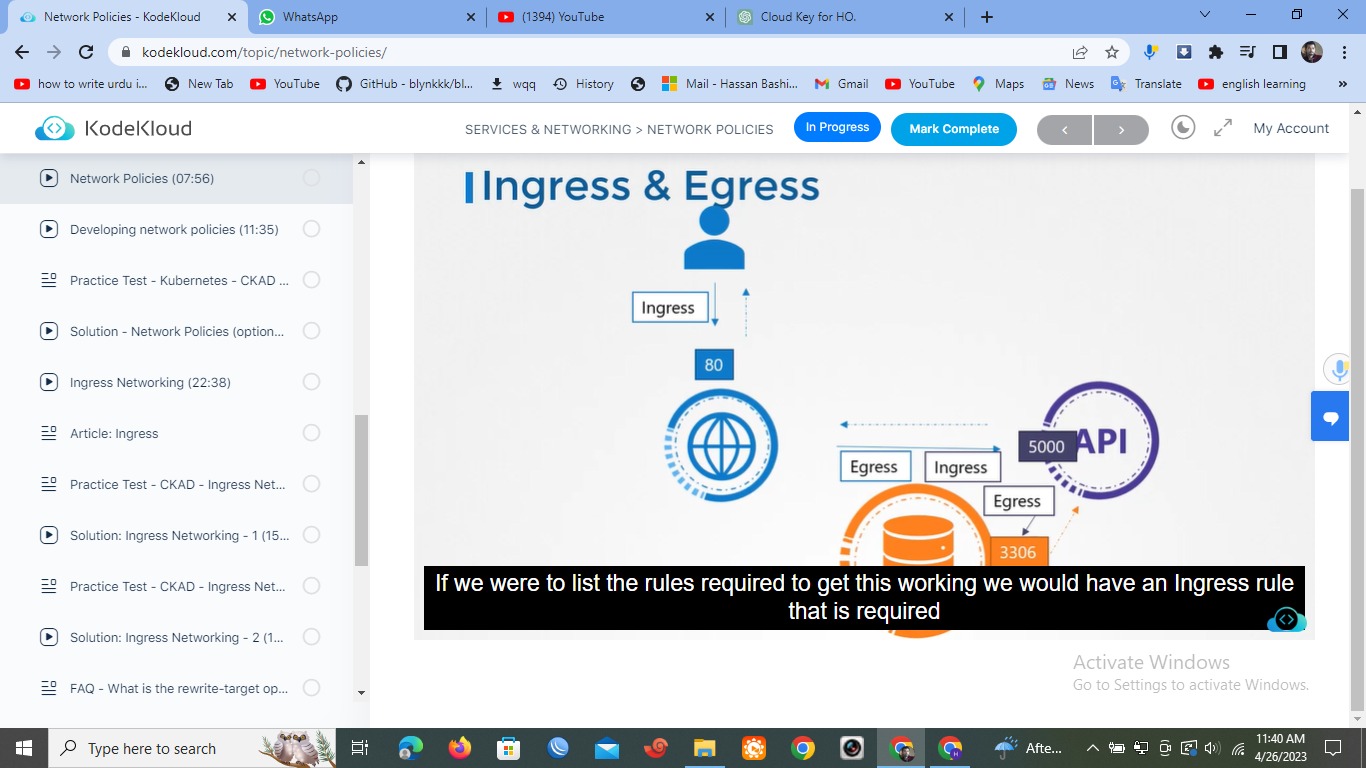 Network Policies - KodeKloud
WhatsApp
(1394) YouTube
Cloud Key for HO.
kodekloud.com/topic/network-policies/
how to write urdu i...
New Tab
YouTube
GitHub - blynkkk/bl...
wqq
History
Mail - Hassan Bashi...
Gmail
YouTube
Maps
News
Translate
english learning
»
KodeKloud
SERVICES & NETWORKING > NETWORK POLICIES
In Progress
Mark Complete
My Account
Network Policies (07:56)
Developing network policies (11:35)
Practice Test - Kubernetes - CKAD ...
Solution - Network Policies (option...
Ingress Networking (22:38)
Article: Ingress
Practice Test - CKAD - Ingress Net...
Solution: Ingress Networking - 1 (15...
Practice Test - CKAD - Ingress Net...
Solution: Ingress Networking - 2 (1...
FAQ - What is the rewrite-target op...
Ingress & Egress
Ingress
80
5000
API
Egress
Ingress
Egress
3306
If we were to list the rules required to get this working we would have an Ingress rule
that is required
Activate Windows
Go to Settings to activate Windows.
Type here to search
Afte...
11:40 AM
4/26/2023